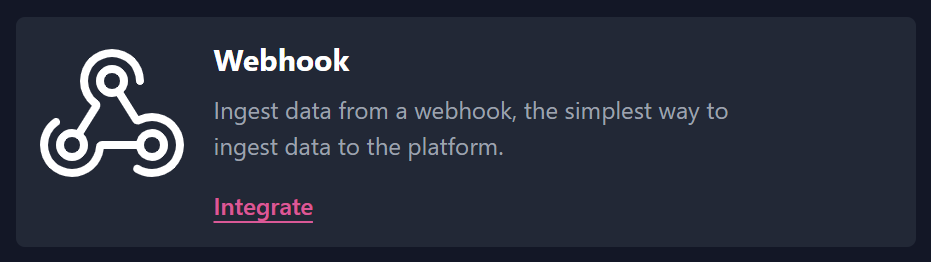 Webhook
Ingest data from a webhook, the simplest way to
ingest data to the platform.
Integrate